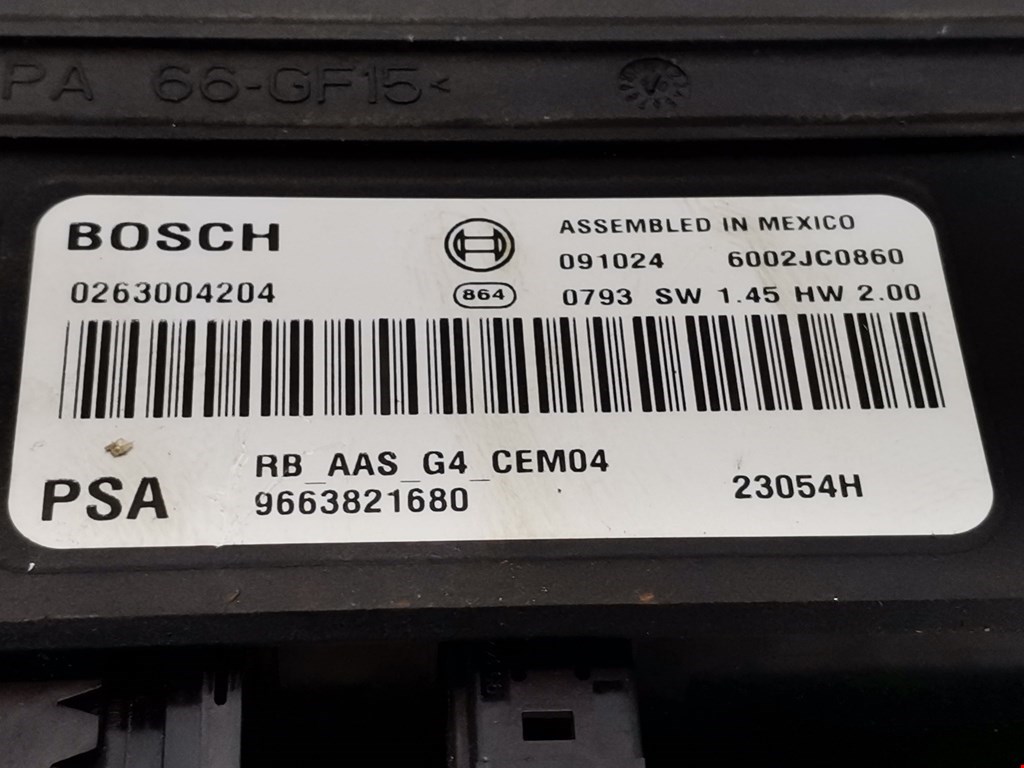 PA 66-GF15<
BOSCH
ASSEMBLED IN MEXICO
091024 6002JC0860
0263004204
864
0793 SW 1.45 HW 2.00
RB_AAS_G4_CEM04
PSA
9663821680
23054H